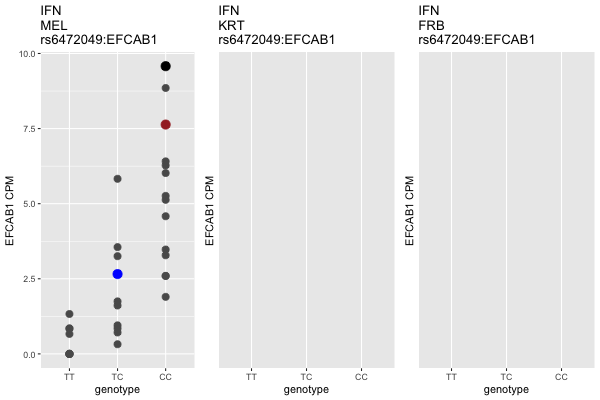 IFN
MEL
rs6472049:EFCAB1
IFN
KRT
rs6472049:EFCAB1
IFN
FRB
rs6472049:EFCAB1
EFCAB1 CPM
10.0
7.5
5.0
2.5
0.0
TT TC CC
genotype
EFCAB1 CPM
TT TC CC
genotype
EFCAB1 CPM
TT TC CC
genotype